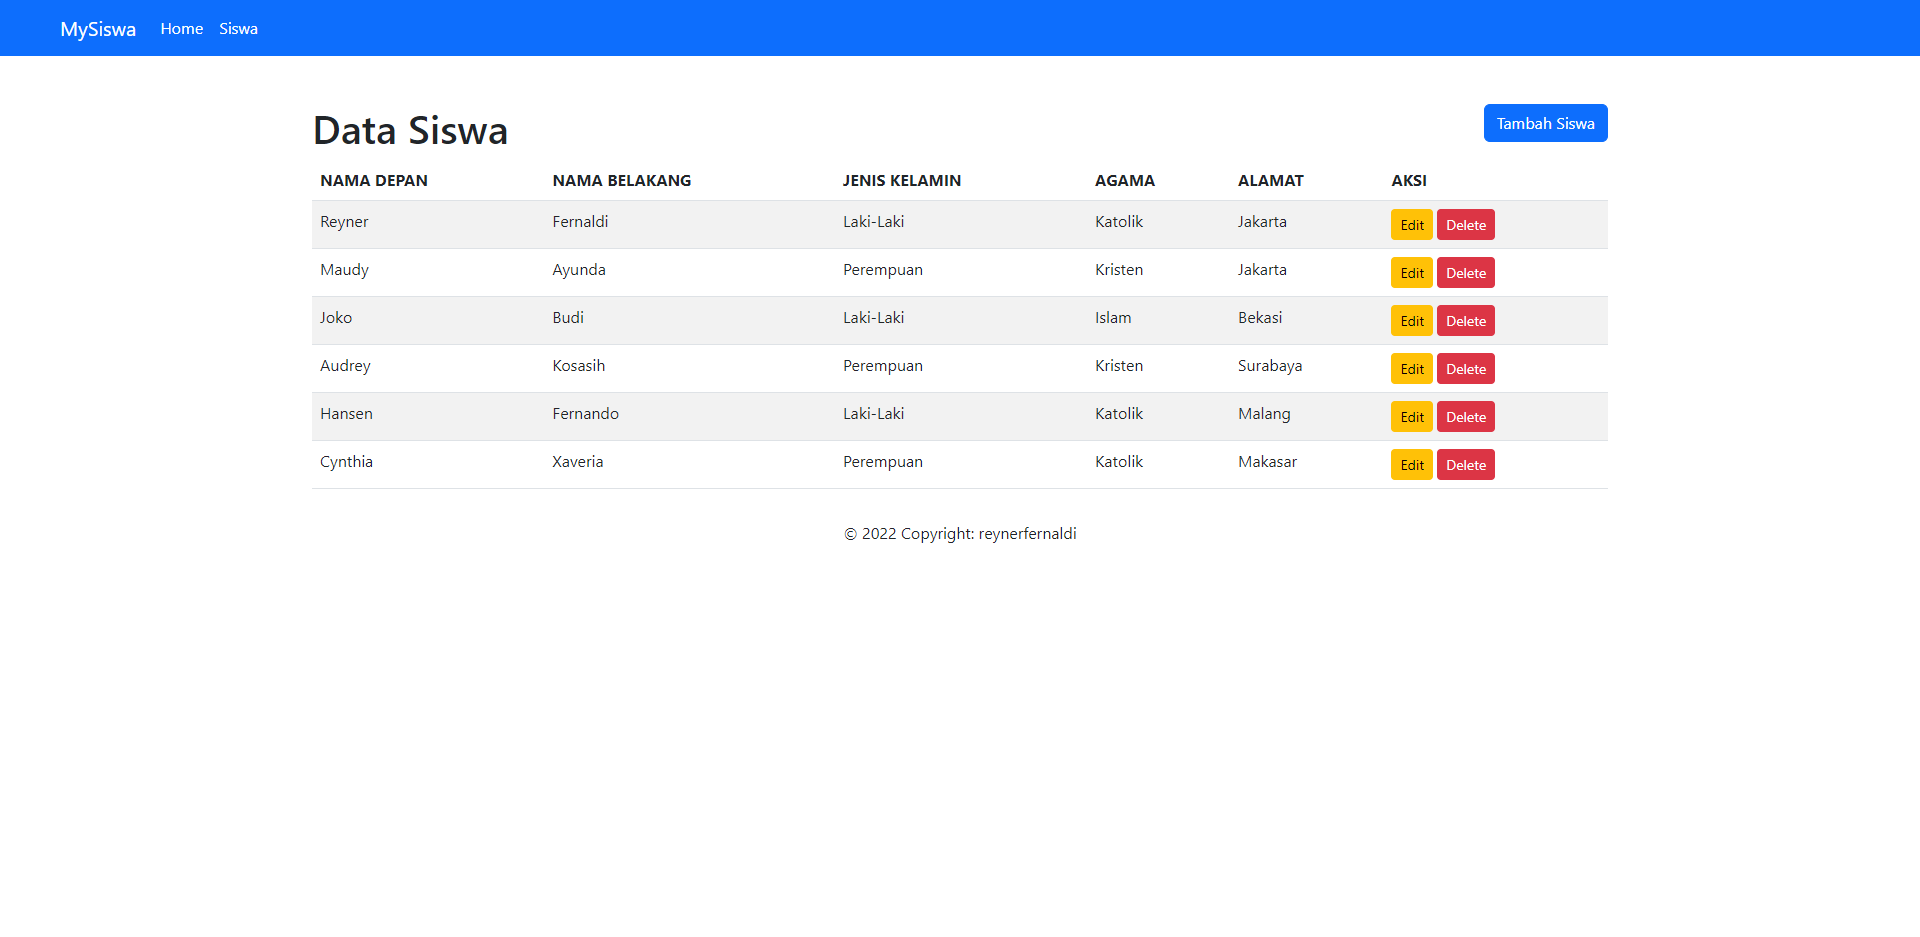 MySiswa Home Siswa
Data Siswa Tambah Siswa
NAMA DEPAN NAMA BELAKANG JENIS KELAMIN AGAMA ALAMAT AKSI
Reyner Fernaldi Laki-Laki Katolik Jakarta Edit Delete
Maudy Ayunda Perempuan Kristen Jakarta Edit Delete
Joko Budi Laki-Laki Islam Bekasi Edit Delete
Audrey Kosasih Perempuan Kristen Surabaya Edit Delete
Hansen Fernando Laki-Laki Katolik Malang Edit Delete
Cynthia Xaveria Perempuan Katolik Makasar Edit Delete
© 2022 Copyright: reynerfernaldi